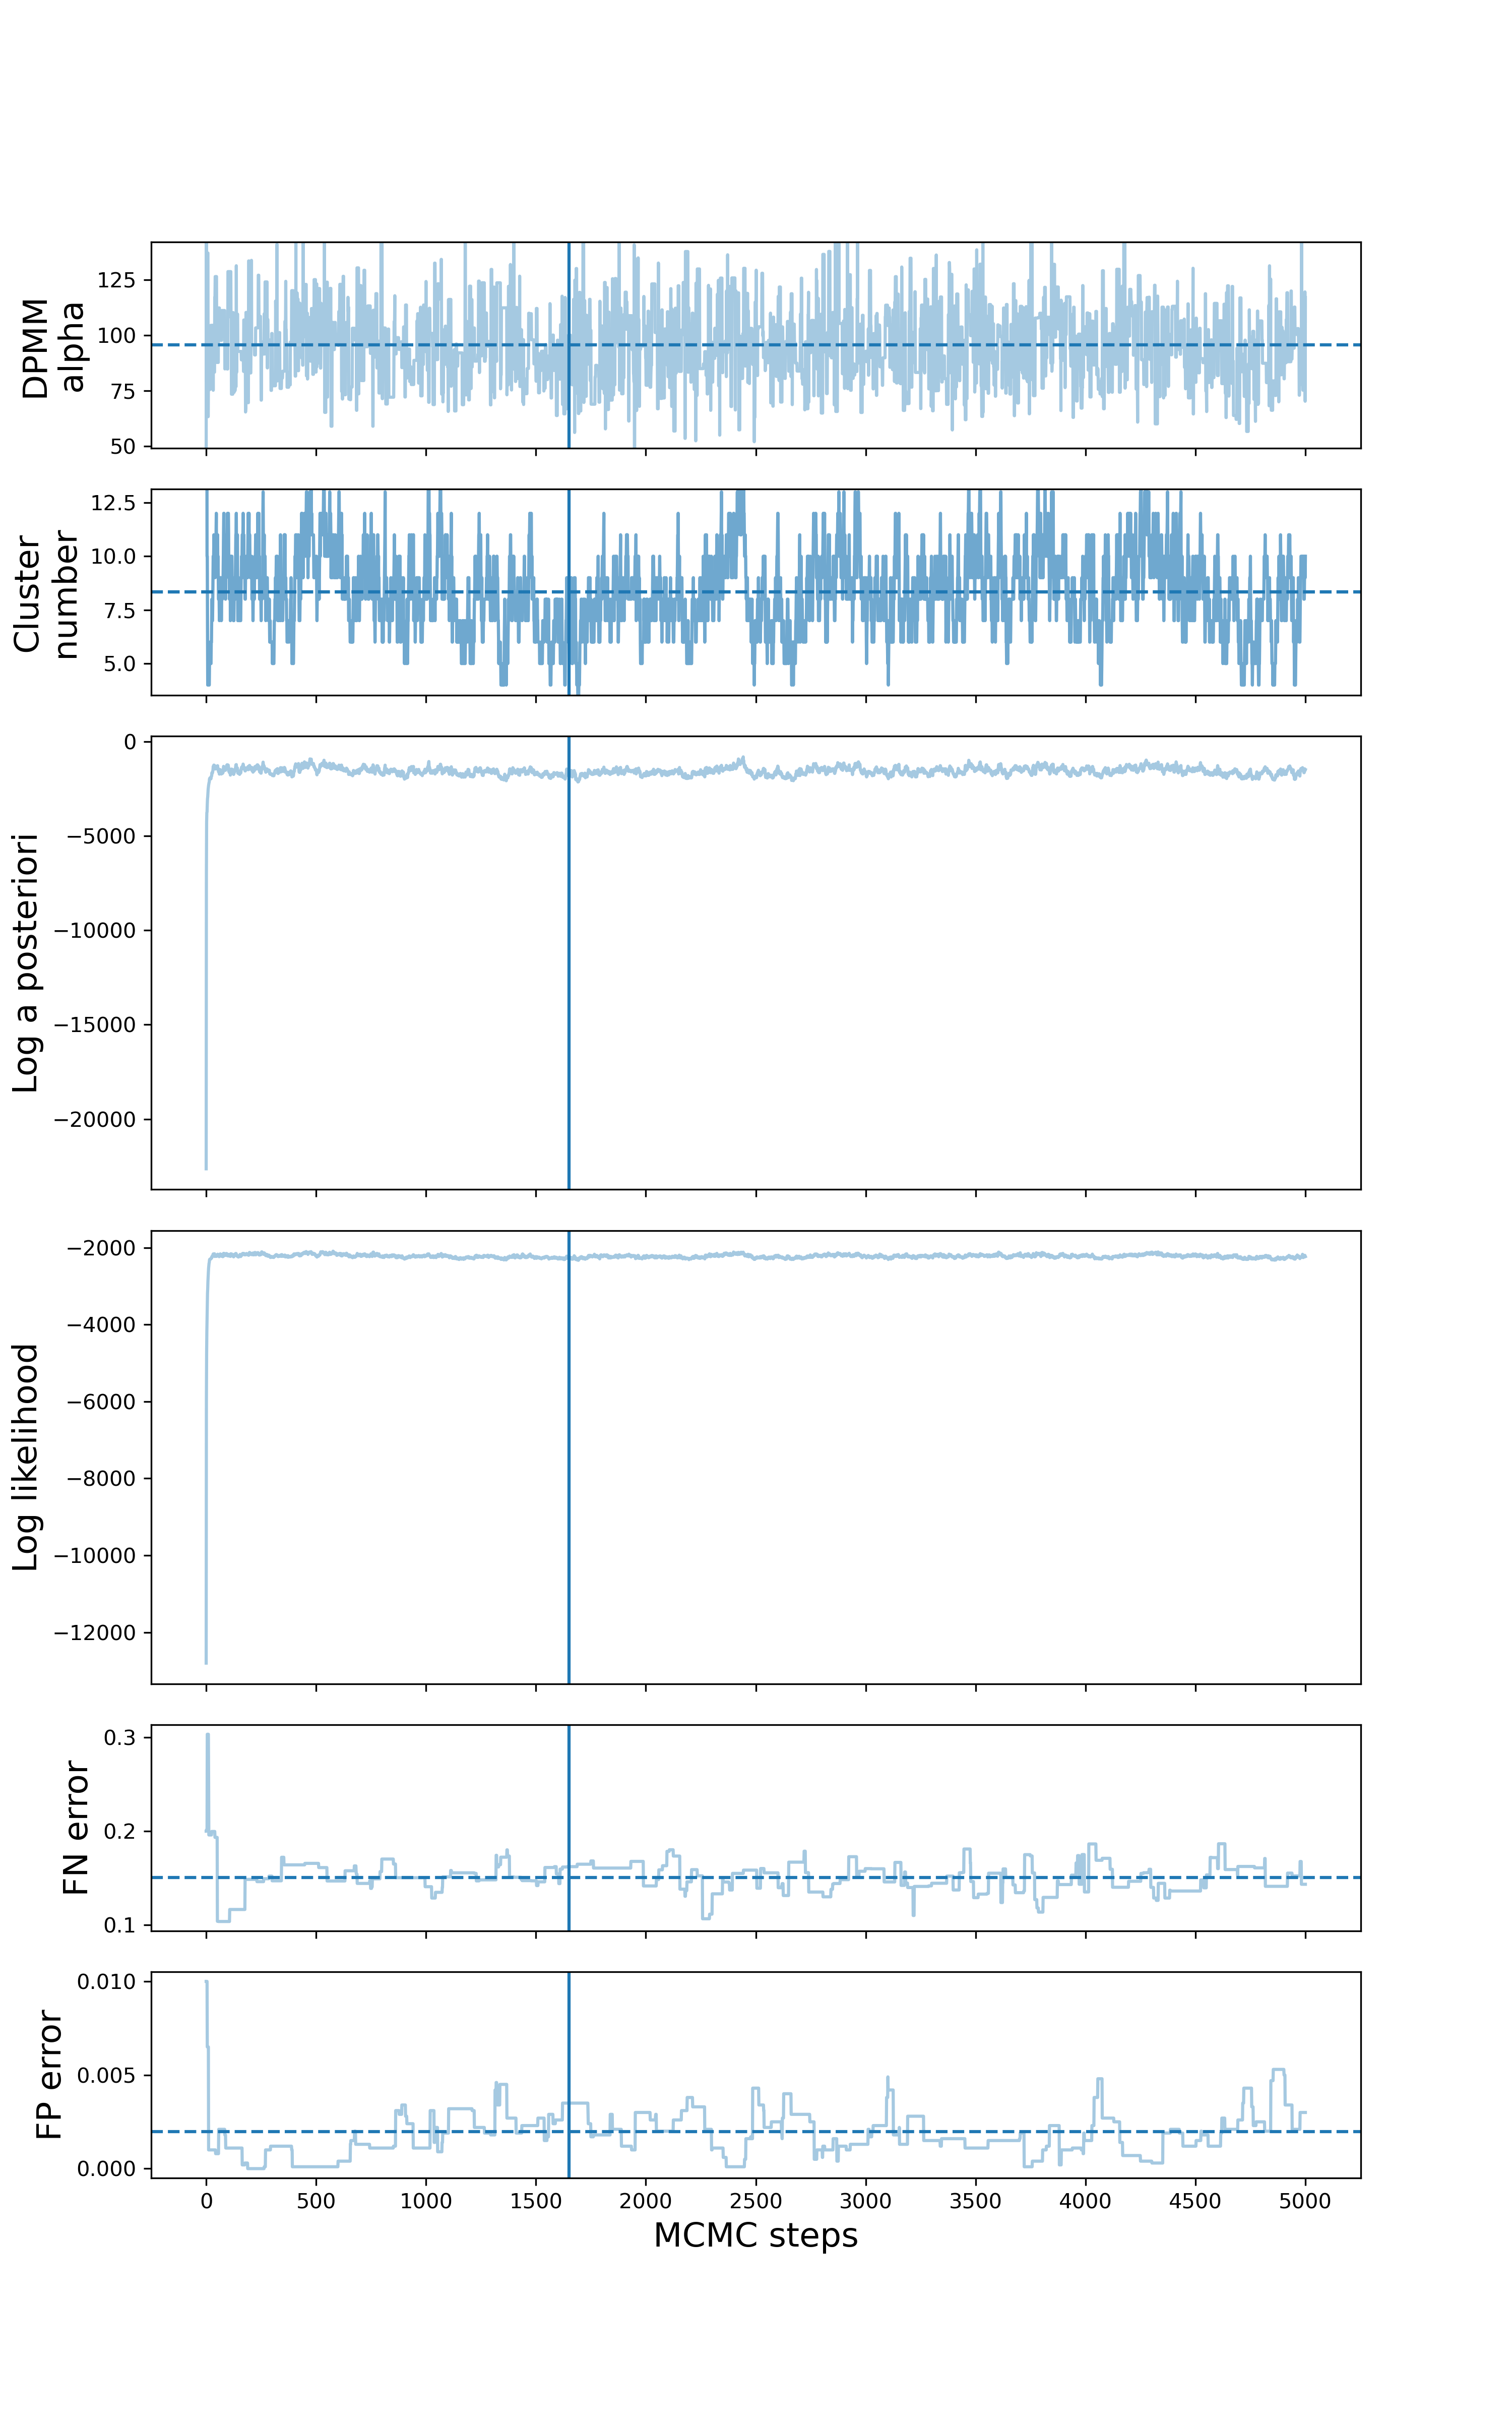 DPMM
alpha
125
100
75
50
Cluster
number
12.5
10.0
7.5
5.0
Log a posteriori
0
−5000
−10000
−15000
−20000
Log likelihood
−2000
−4000
−6000
−8000
−10000
−12000
FN error
0.3
0.2
0.1
FP error
0.010
0.005
0.000
0 500 1000 1500 2000 2500 3000 3500 4000 4500 5000
MCMC steps